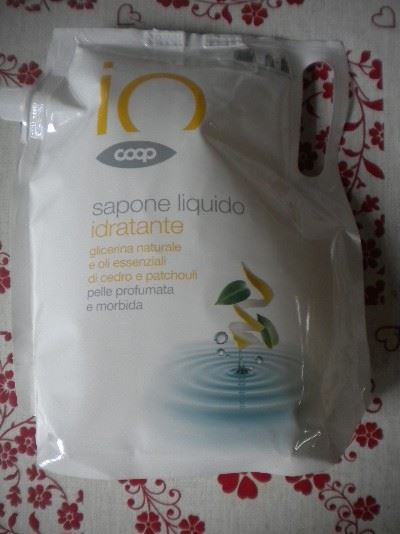 io
coop
sapone liquido
idratante
glicerina naturale
e oli essenziali
di cedro e patchouli
pelle profumata
e morbida